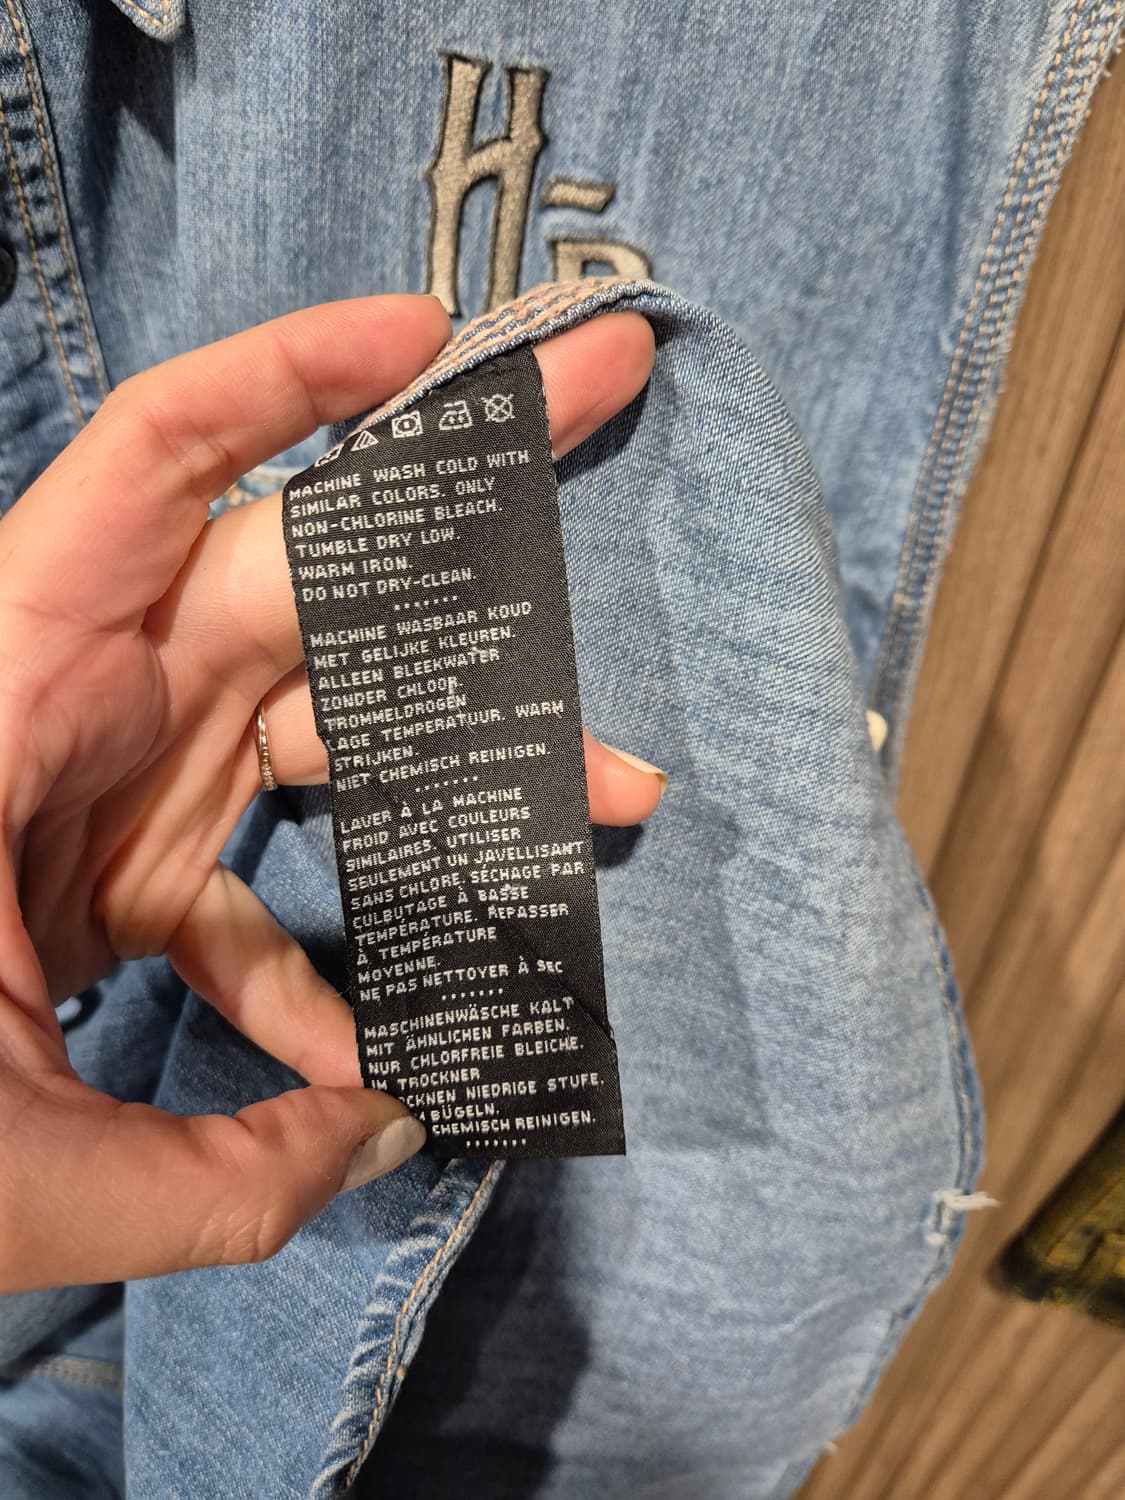 H-D
MACHINE WASH COLD WITH
SIMILAR COLORS. ONLY
NON-CHLORINE BLEACH.
TUMBLE DRY LOW.
WARM IRON.
DO NOT DRY-CLEAN.
MACHINE WASBAAR KOUD
MET GELIJKE KLEUREN.
ALLEEN BLEEKWATER
ZONDER CHLOOR.
TROMMELDROGEN
LAGE TEMPERATUUR. WARM
STRIJKEN.
NIET CHEMISCH REINIGEN.
LAVER À LA MACHINE
FROID AVEC COULEURS
SIMILAIRES. UTILISER
SEULEMENT UN JAVELLISANT
SANS CHLORE. SÉCHAGE PAR
CULBUTAGE À BASSE
TEMPÉRATURE. REPASSER
À TEMPÉRATURE
MOYENNE.
NE PAS NETTOYER À SEC
MASCHINENWÄSCHE KALT
MIT ÄHNLICHEN FARBEN.
NUR CHLORFREIE BLEICHE.
IM TROCKNER
CKNEN NIEDRIGE STUFE.
BÜGELN.
CHEMISCH REINIGEN.